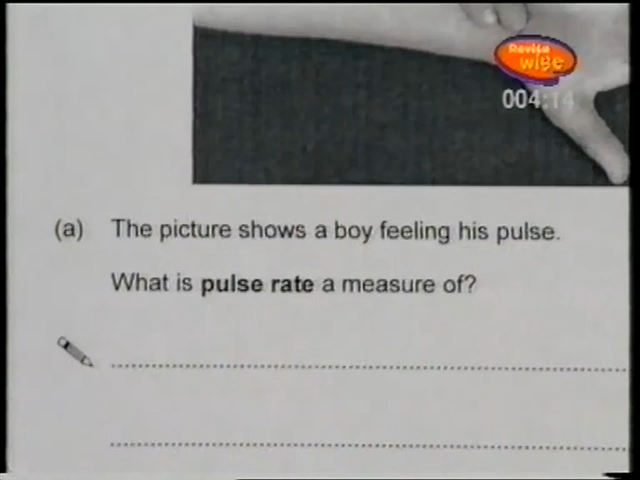 Revise
wise
004:14
(a) The picture shows a boy feeling his pulse.
What is pulse rate a measure of?